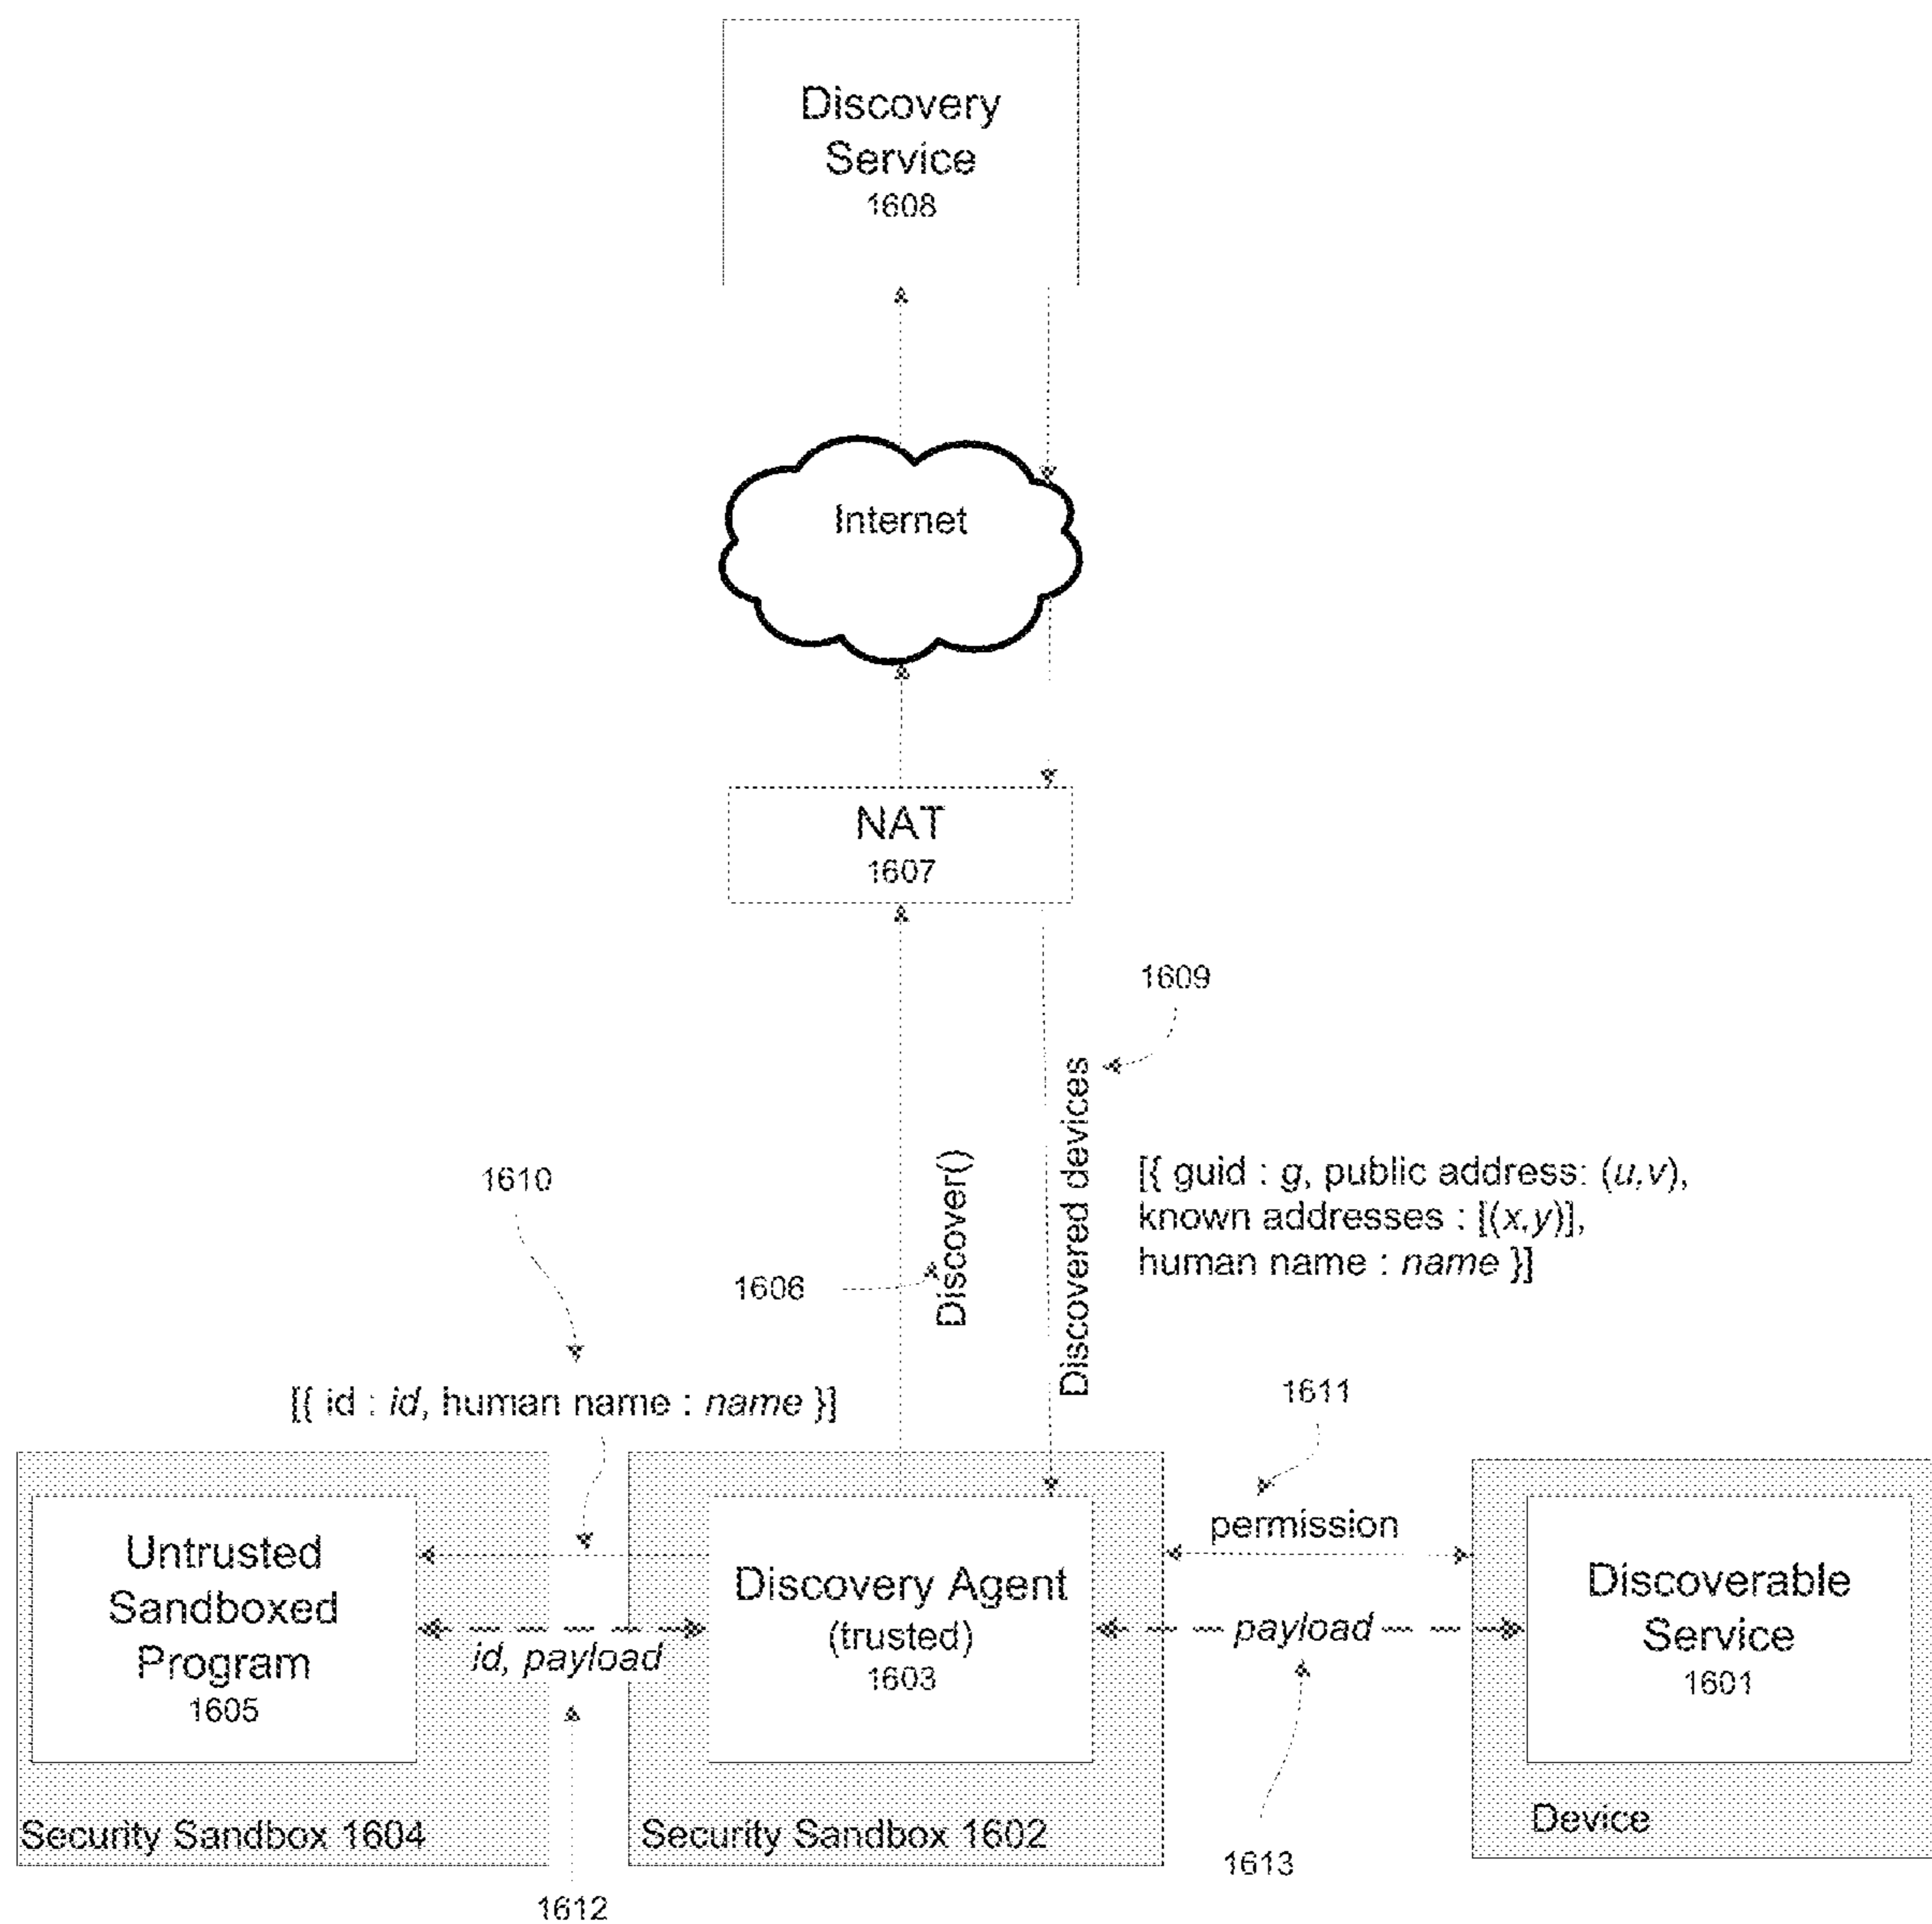 Discovery
Service
1608
Internet
NAT
1607
1609
Discovered devices
Discover()
1606
[{ guid : g, public address: (u,v),
known addresses : [(x,y)],
human name : name }]
1610
[{ id : id, human name : name }]
1611
permission
Untrusted
Sandboxed
Program
1605
id, payload
Discovery Agent
(trusted)
1603
payload
Discoverable
Service
1601
Security Sandbox 1604
Security Sandbox 1602
Device
1612
1613